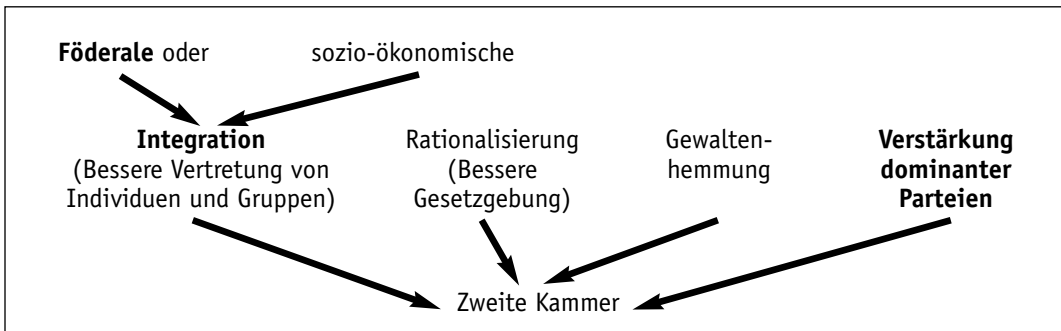 Föderale oder sozio-ökonomische
Integration
(Bessere Vertretung von
Individuen und Gruppen)
Rationalisierung
(Bessere
Gesetzgebung)
Gewalten-
hemmung
Verstärkung
dominanter
Parteien
Zweite Kammer